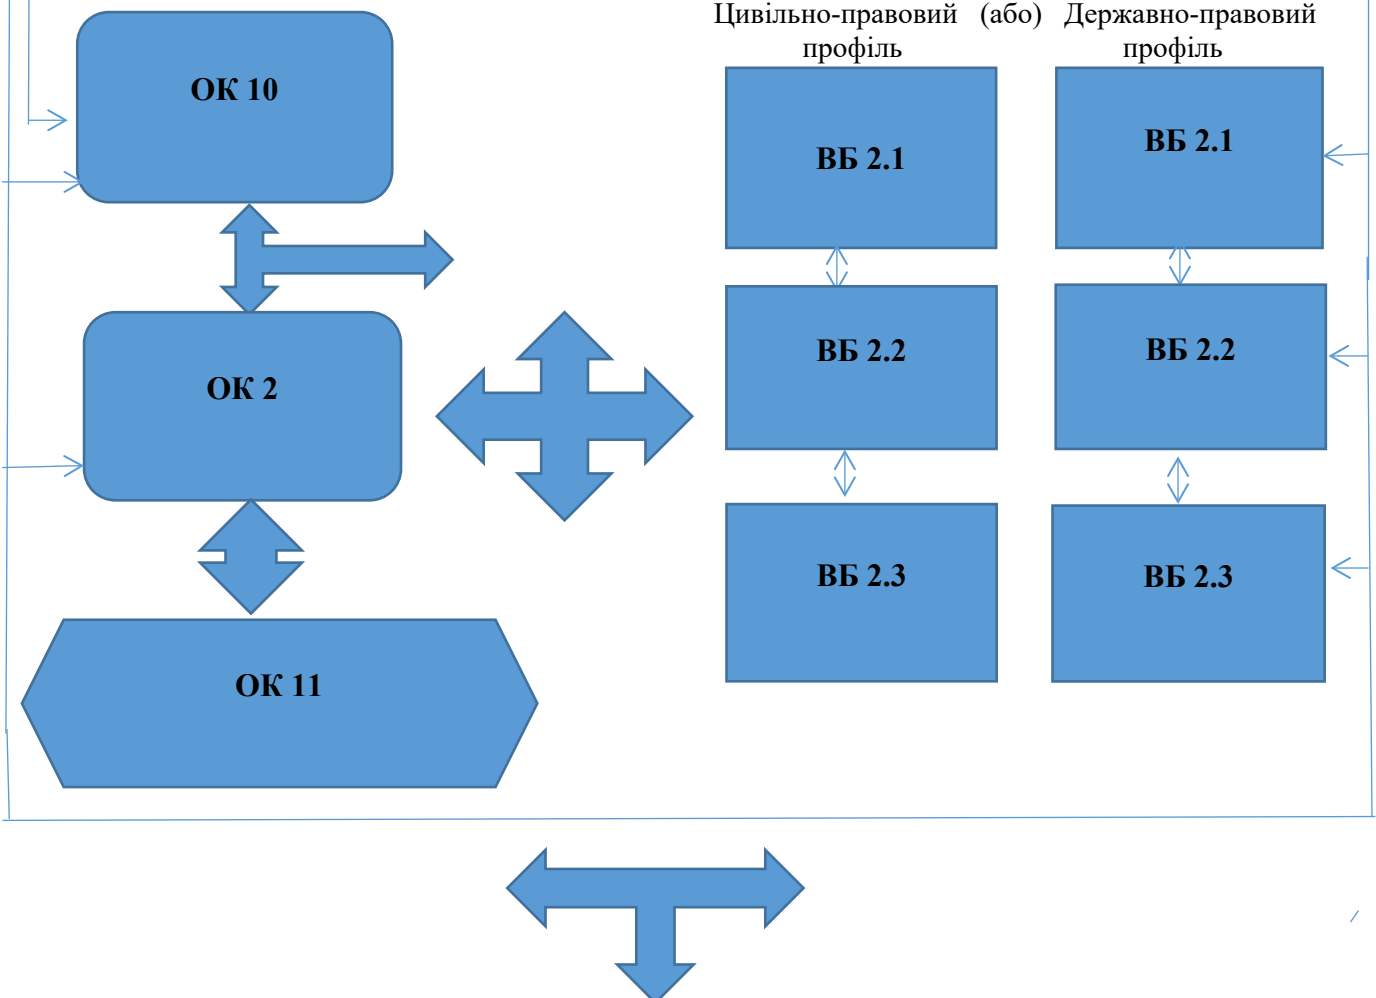 Цивільно-правовий (або) Державно-правовий
профіль профіль
ОК 10
ВБ 2.1
ВБ 2.1
ОК 2
ВБ 2.2
ВБ 2.2
ОК 11
ВБ 2.3
ВБ 2.3